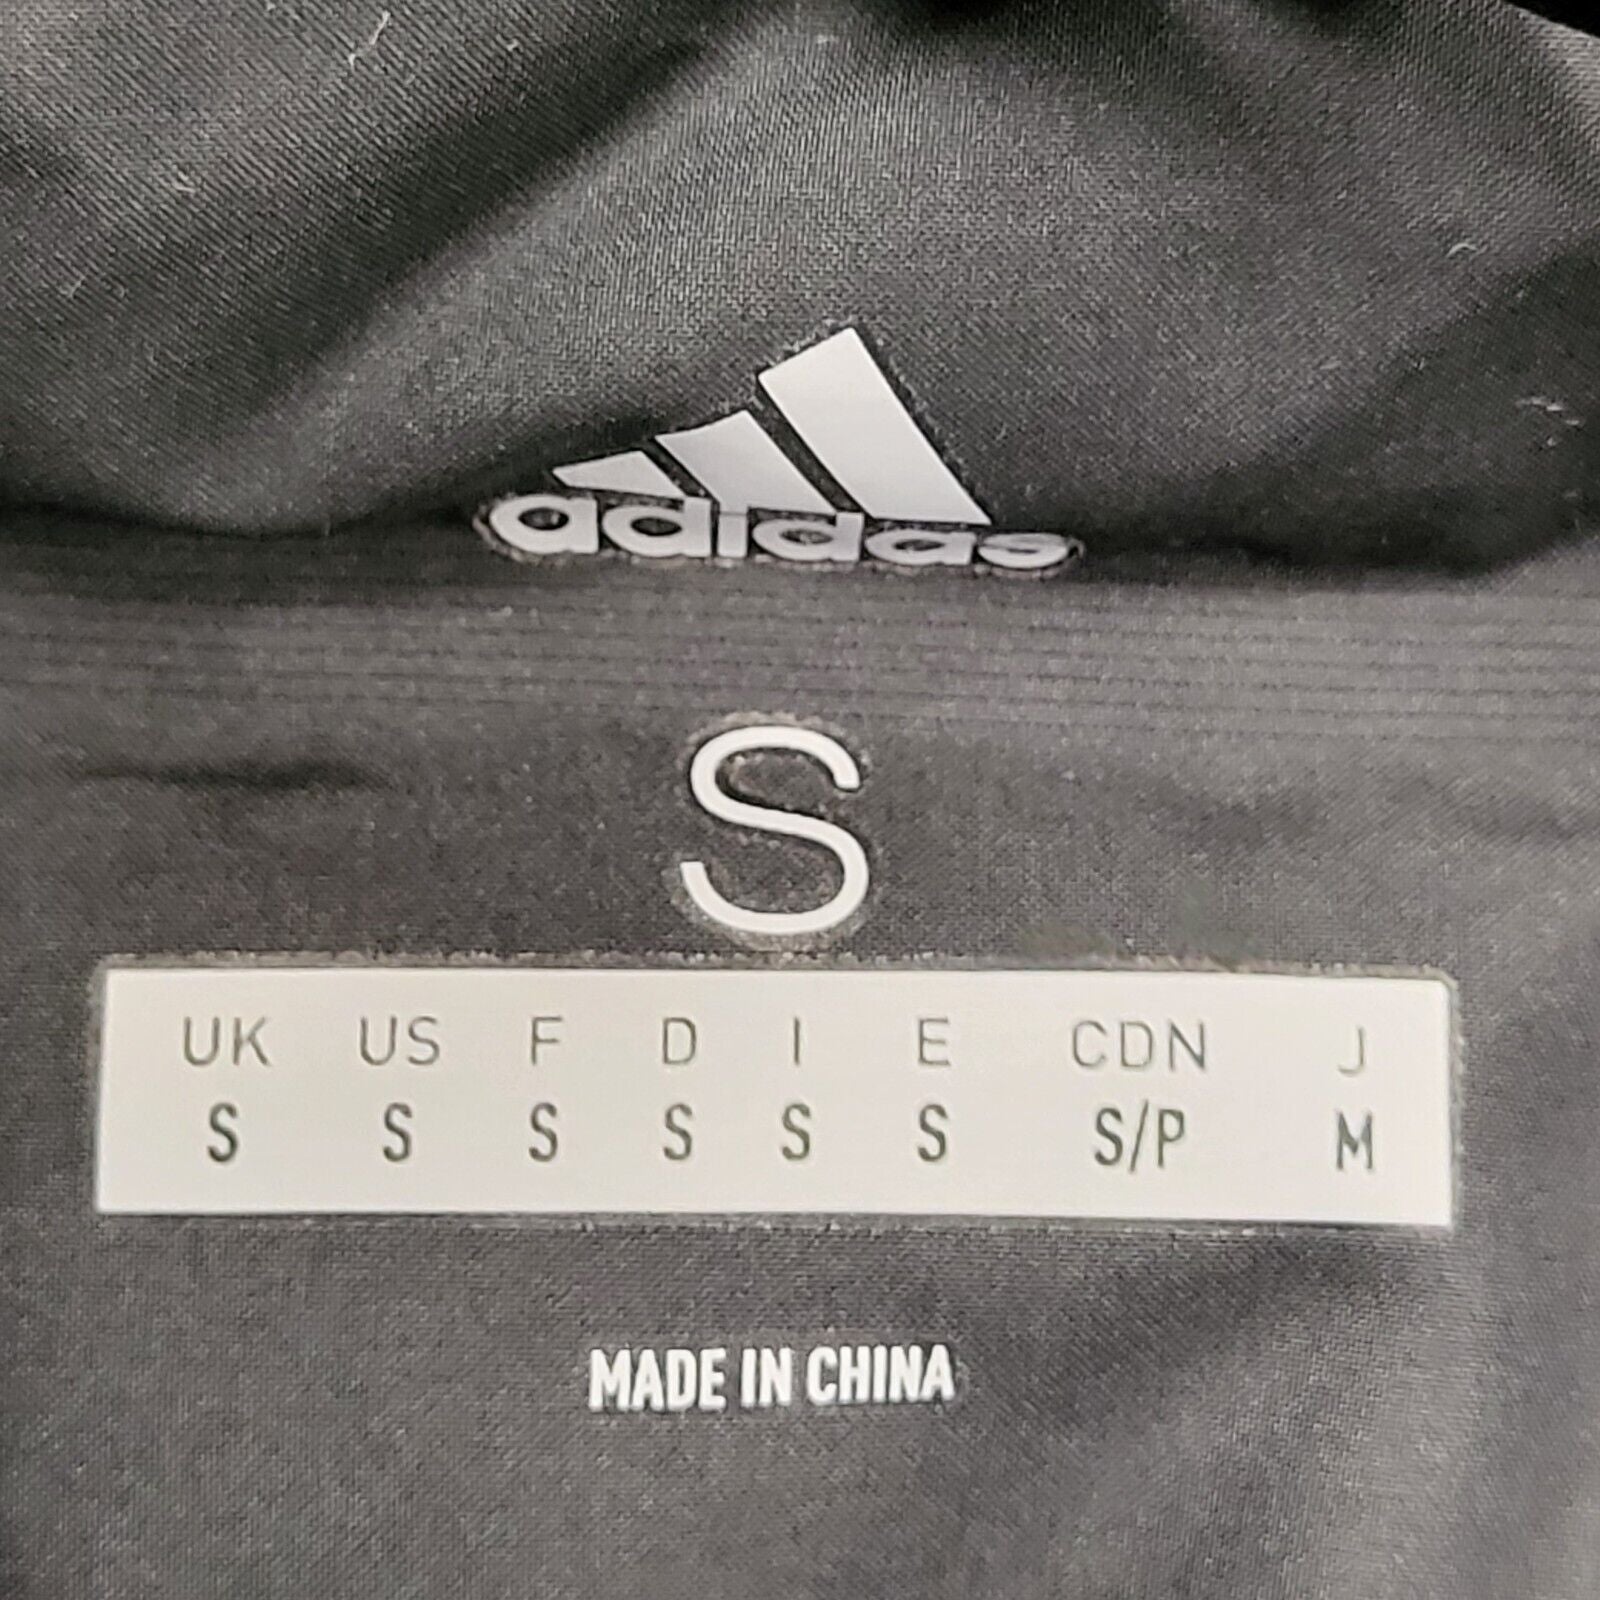 adidas
S
UK US F D I E CDN J
S S S S S S S/P M
MADE IN CHINA